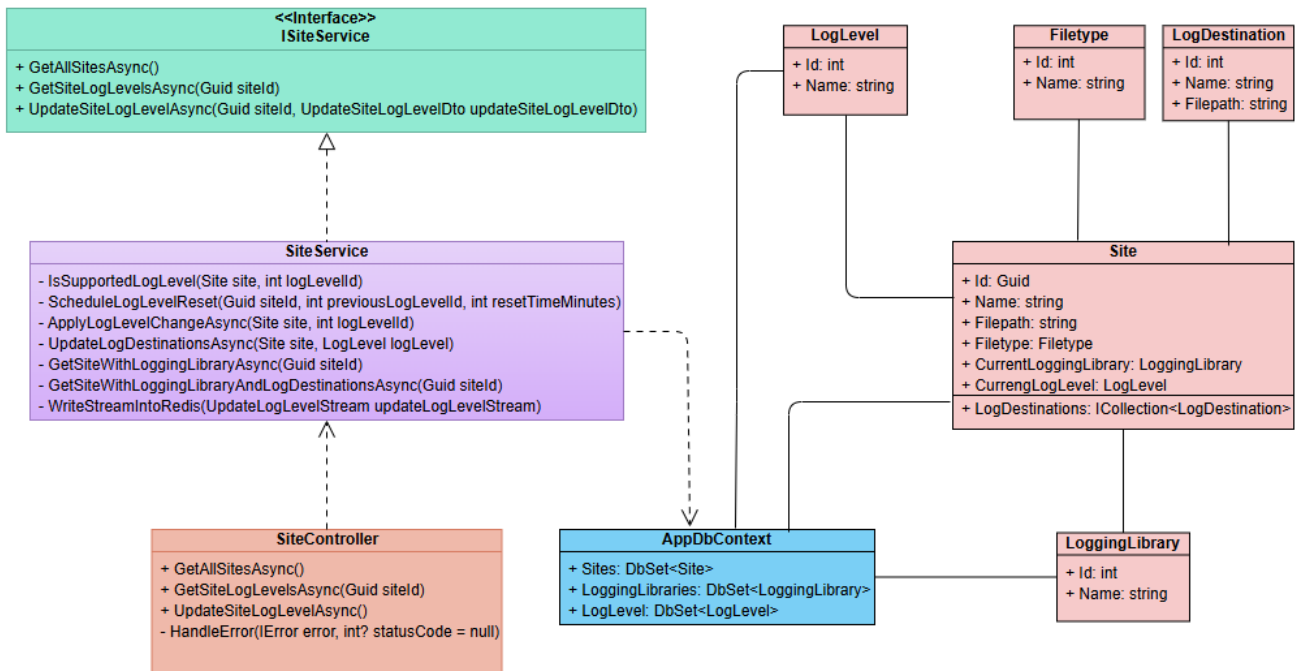 <<Interface>>
ISiteService
+ GetAllSitesAsync()
+ GetSiteLogLevelsAsync(Guid siteId)
+ UpdateSiteLogLevelAsync(Guid siteId, UpdateSiteLogLevelDto updateSiteLogLevelDto)
LogLevel
+ Id: int
+ Name: string
Filetype
+ Id: int
+ Name: string
LogDestination
+ Id: int
+ Name: string
+ Filepath: string
SiteService
- IsSupportedLogLevel(Site site, int logLevelId)
- ScheduleLogLevelReset(Guid siteId, int previousLogLevelId, int resetTimeMinutes)
- ApplyLogLevelChangeAsync(Site site, int logLevelId)
- UpdateLogDestinationsAsync(Site site, LogLevel logLevel)
- GetSiteWithLoggingLibraryAsync(Guid siteId)
- GetSiteWithLoggingLibraryAndLogDestinationsAsync(Guid siteId)
- WriteStreamIntoRedis(UpdateLogLevelStream updateLogLevelStream)
Site
+ Id: Guid
+ Name: string
+ Filepath: string
+ Filetype: Filetype
+ CurrentLoggingLibrary: LoggingLibrary
+ CurrengLogLevel: LogLevel
+ LogDestinations: ICollection<LogDestination>
SiteController
+ GetAllSitesAsync()
+ GetSiteLogLevelsAsync(Guid siteId)
+ UpdateSiteLogLevelAsync()
- HandleError(IError error, int? statusCode = null)
AppDbContext
+ Sites: DbSet<Site>
+ LoggingLibraries: DbSet<LoggingLibrary>
+ LogLevel: DbSet<LogLevel>
LoggingLibrary
+ Id: int
+ Name: string